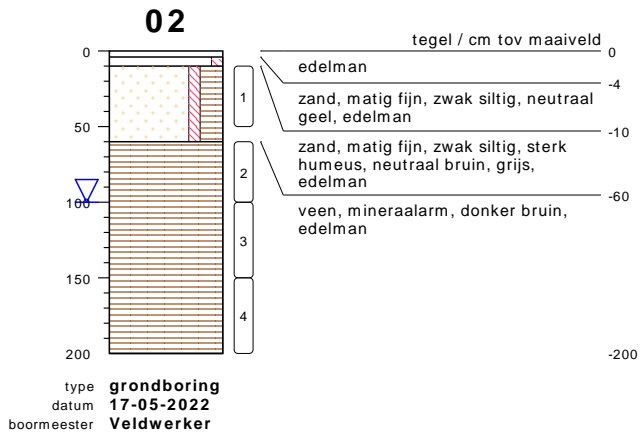 02
tegel / cm tov maaiveld
0
0
edelman
-4
zand, matig fijn, zwak siltig, neutraal
geel, edelman
-10
1
50
zand, matig fijn, zwak siltig, sterk
humeus, neutraal bruin, grijs,
edelman
-60
2
veen, mineraalarm, donker bruin,
edelman
100
3
150
4
200
-200
type grondboring
datum 17-05-2022
boormeester Veldwerker